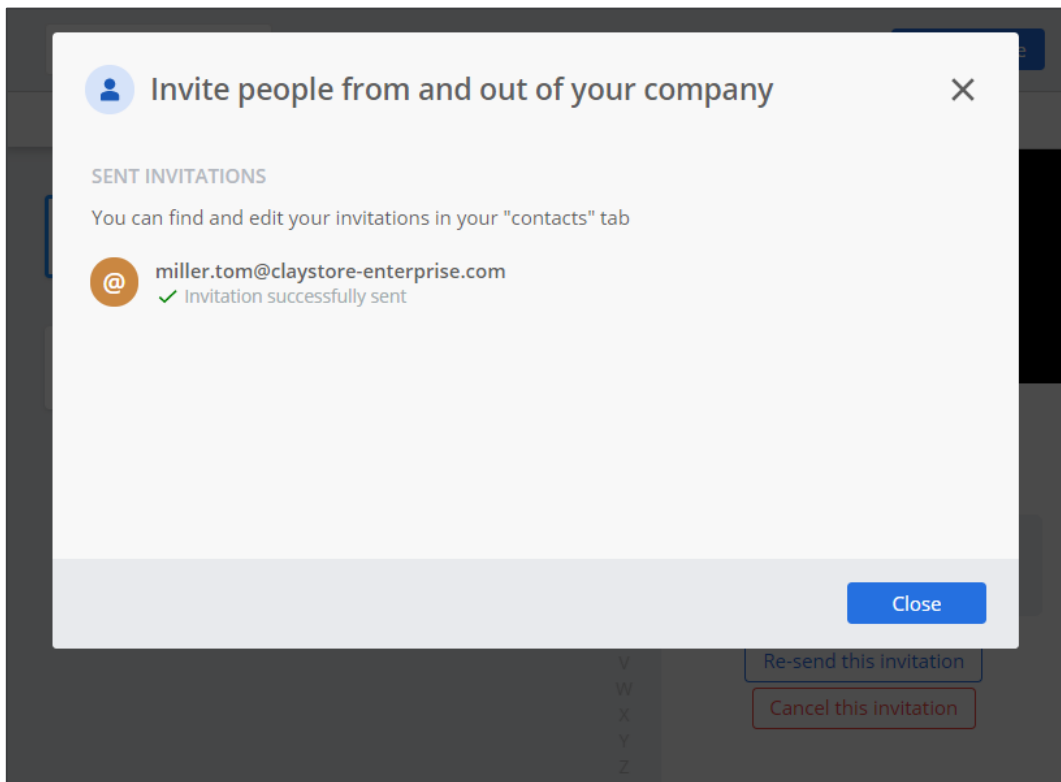 e
Invite people from and out of your company
SENT INVITATIONS
You can find and edit your invitations in your "contacts" tab
@
miller.tom@claystore-enterprise.com
Invitation successfully sent
Close
V
W
X
Y
Z
Re-send this invitation
Cancel this invitation